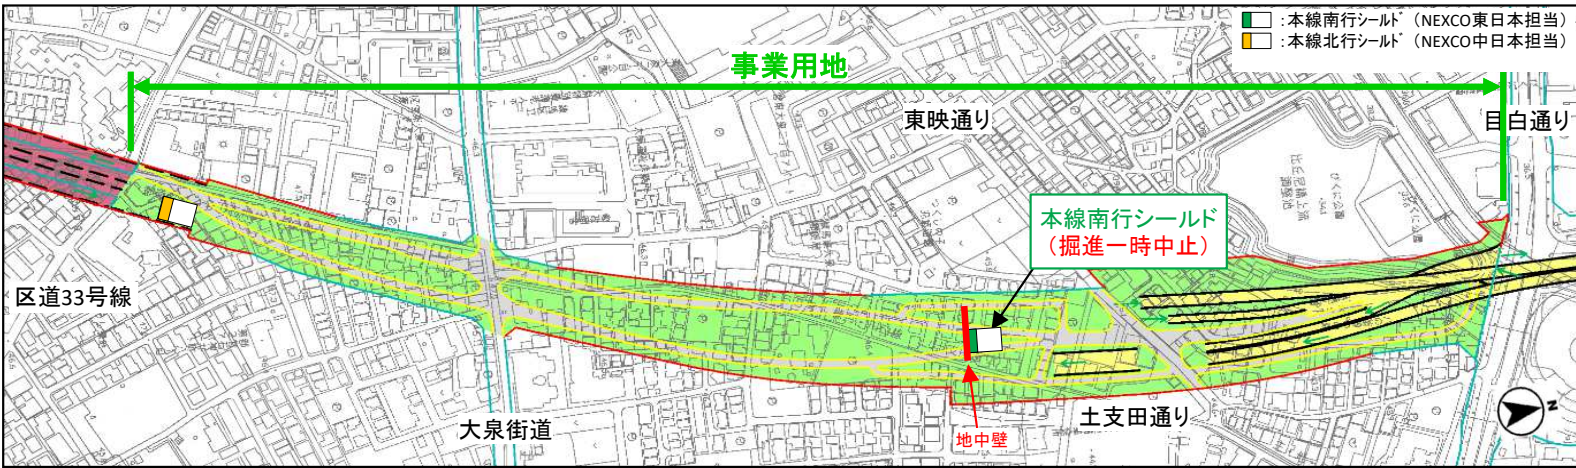 :本線南行シールド（NEXCO東日本担当）
:本線北行シールド（NEXCO中日本担当）
事業用地
東映通り
目白通り
本線南行シールド
（掘進一時中止）
区道33号線
大泉街道
土支田通り
地中壁
N